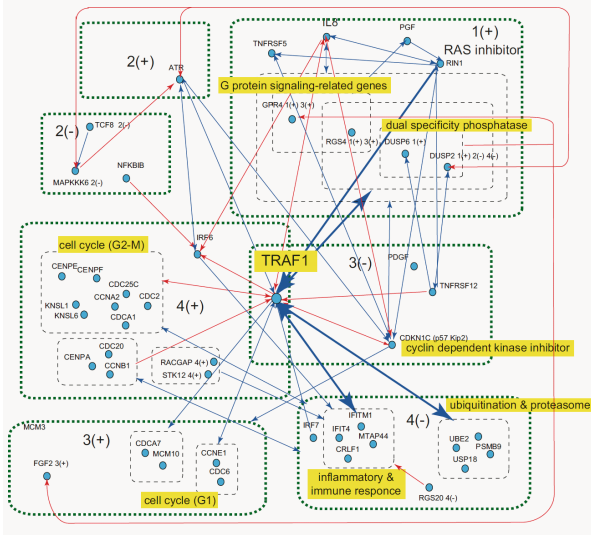 IL8
PGF
1(+)
TNFRSF5
RAS inhibitor
RIN1
2(+)
ATR
G protein signaling-related genes
GPR4 1(+) 3(+)
dual specificity phosphatase
2(-)
TCF8 2(-)
RGS4 1(+) 3(+)
DUSP6 1(+)
DUSP2 1(+) 2(-) 4(-)
NFKBIB
MAPKKK6 2(-)
IRF6
cell cycle (G2-M)
TRAF1
3(-)
PDGF
CENPE
CENPF
CDC25C
CCNA2
CDC2
KNSL1
KNSL6
CDCA1
4(+)
TNFRSF12
CDC20
CENPA
CCNB1
RACGAP 4(+)
STK12 4(+)
CDKN1C (p57 Kip2)
cyclin dependent kinase inhibitor
ubiquitination & proteasome
MCM3
3(+)
CDCA7
MCM10
CCNE1
CDC6
FGF2 3(+)
cell cycle (G1)
IRF7
IFITM1
IFIT4
MTAP44
CRLF1
4(-)
UBE2
PSMB9
USP18
inflammatory &
immune responce
RGS20 4(-)